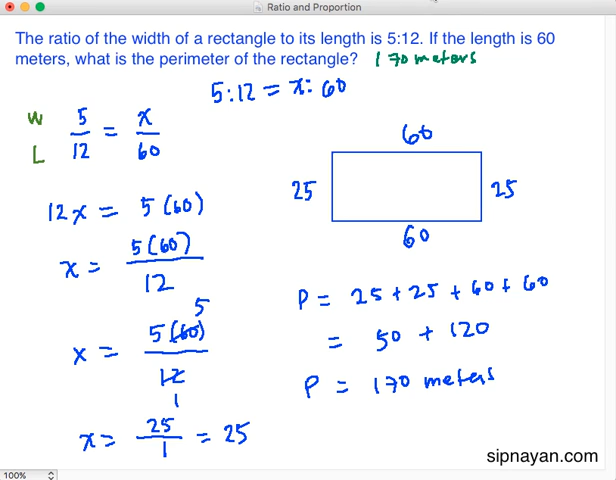 Ratio and Proportion
The ratio of the width of a rectangle to its length is 5:12. If the length is 60
meters, what is the perimeter of the rectangle? 170 meters
5:12 = x:60
W 5/12 = x/60
L
12x = 5(60)
x = 5(60)/12
5
x = 5(60)/12
1
x = 25/1 = 25
60
25
25
60
P = 25 + 25 + 60 + 60
= 50 + 120
P = 170 meters
sipnayan.com
100%